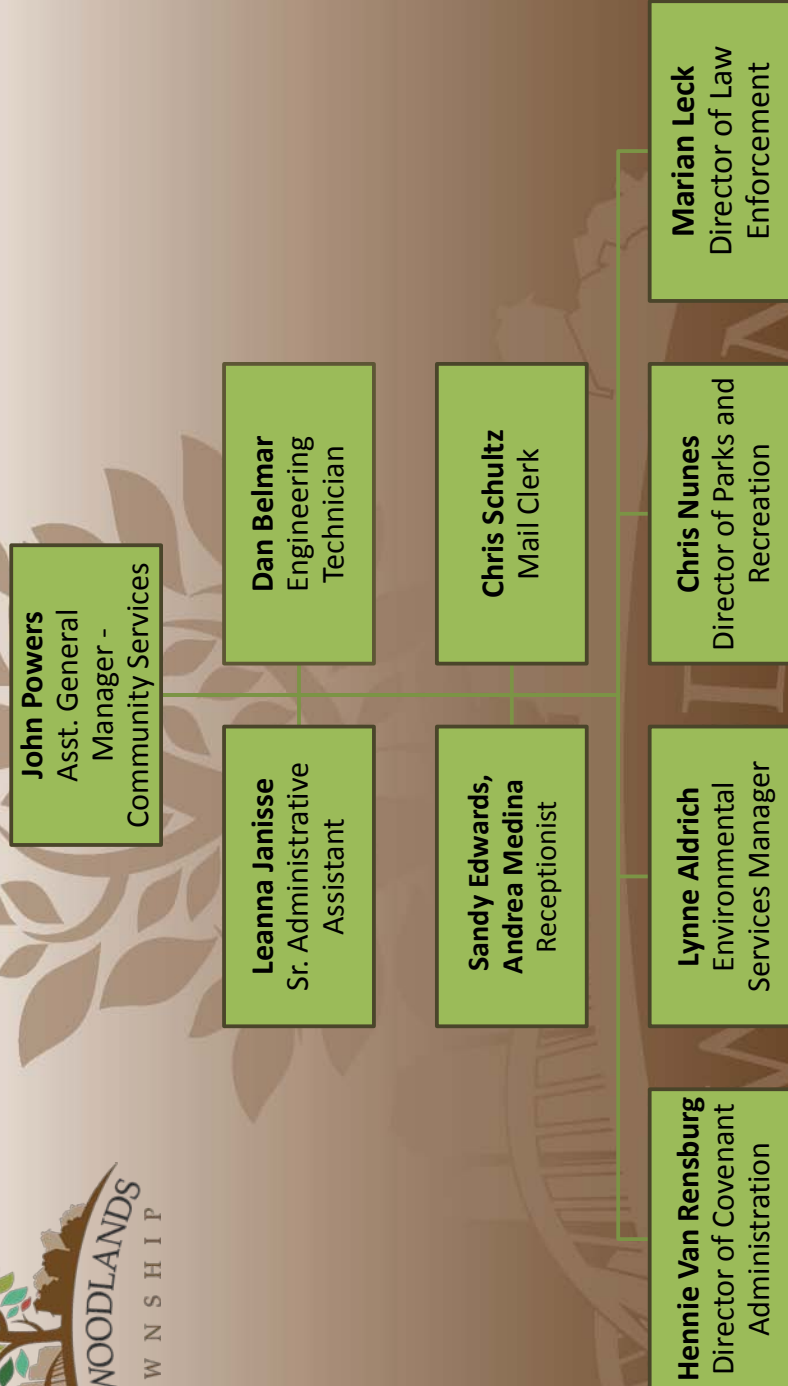 WOODLANDS
WNSHIP
John Powers
Asst. General
Manager -
Community Services
Leanna Janisse
Sr. Administrative
Assistant
Dan Belmar
Engineering
Technician
Sandy Edwards,
Andrea Medina
Receptionist
Chris Schultz
Mail Clerk
Hennie Van Rensburg
Director of Covenant
Administration
Lynne Aldrich
Environmental
Services Manager
Chris Nunes
Director of Parks and
Recreation
Marian Leck
Director of Law
Enforcement